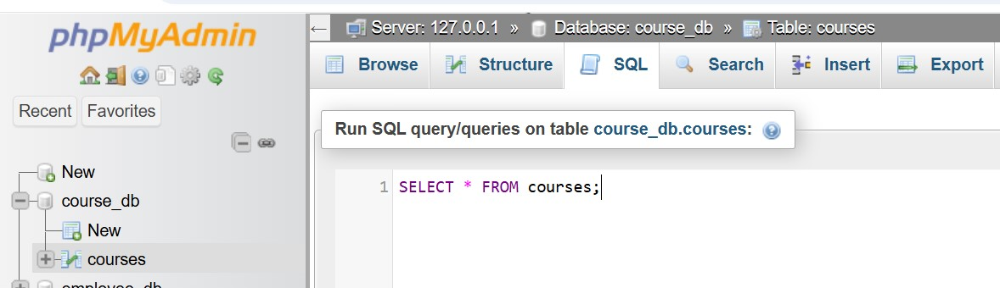 phpMyAdmin
Recent Favorites
New
course_db
New
courses
employee_db
Server: 127.0.0.1 » Database: course_db » Table: courses
Browse Structure SQL Search Insert Export
Run SQL query/queries on table course_db.courses:
1 SELECT * FROM courses;